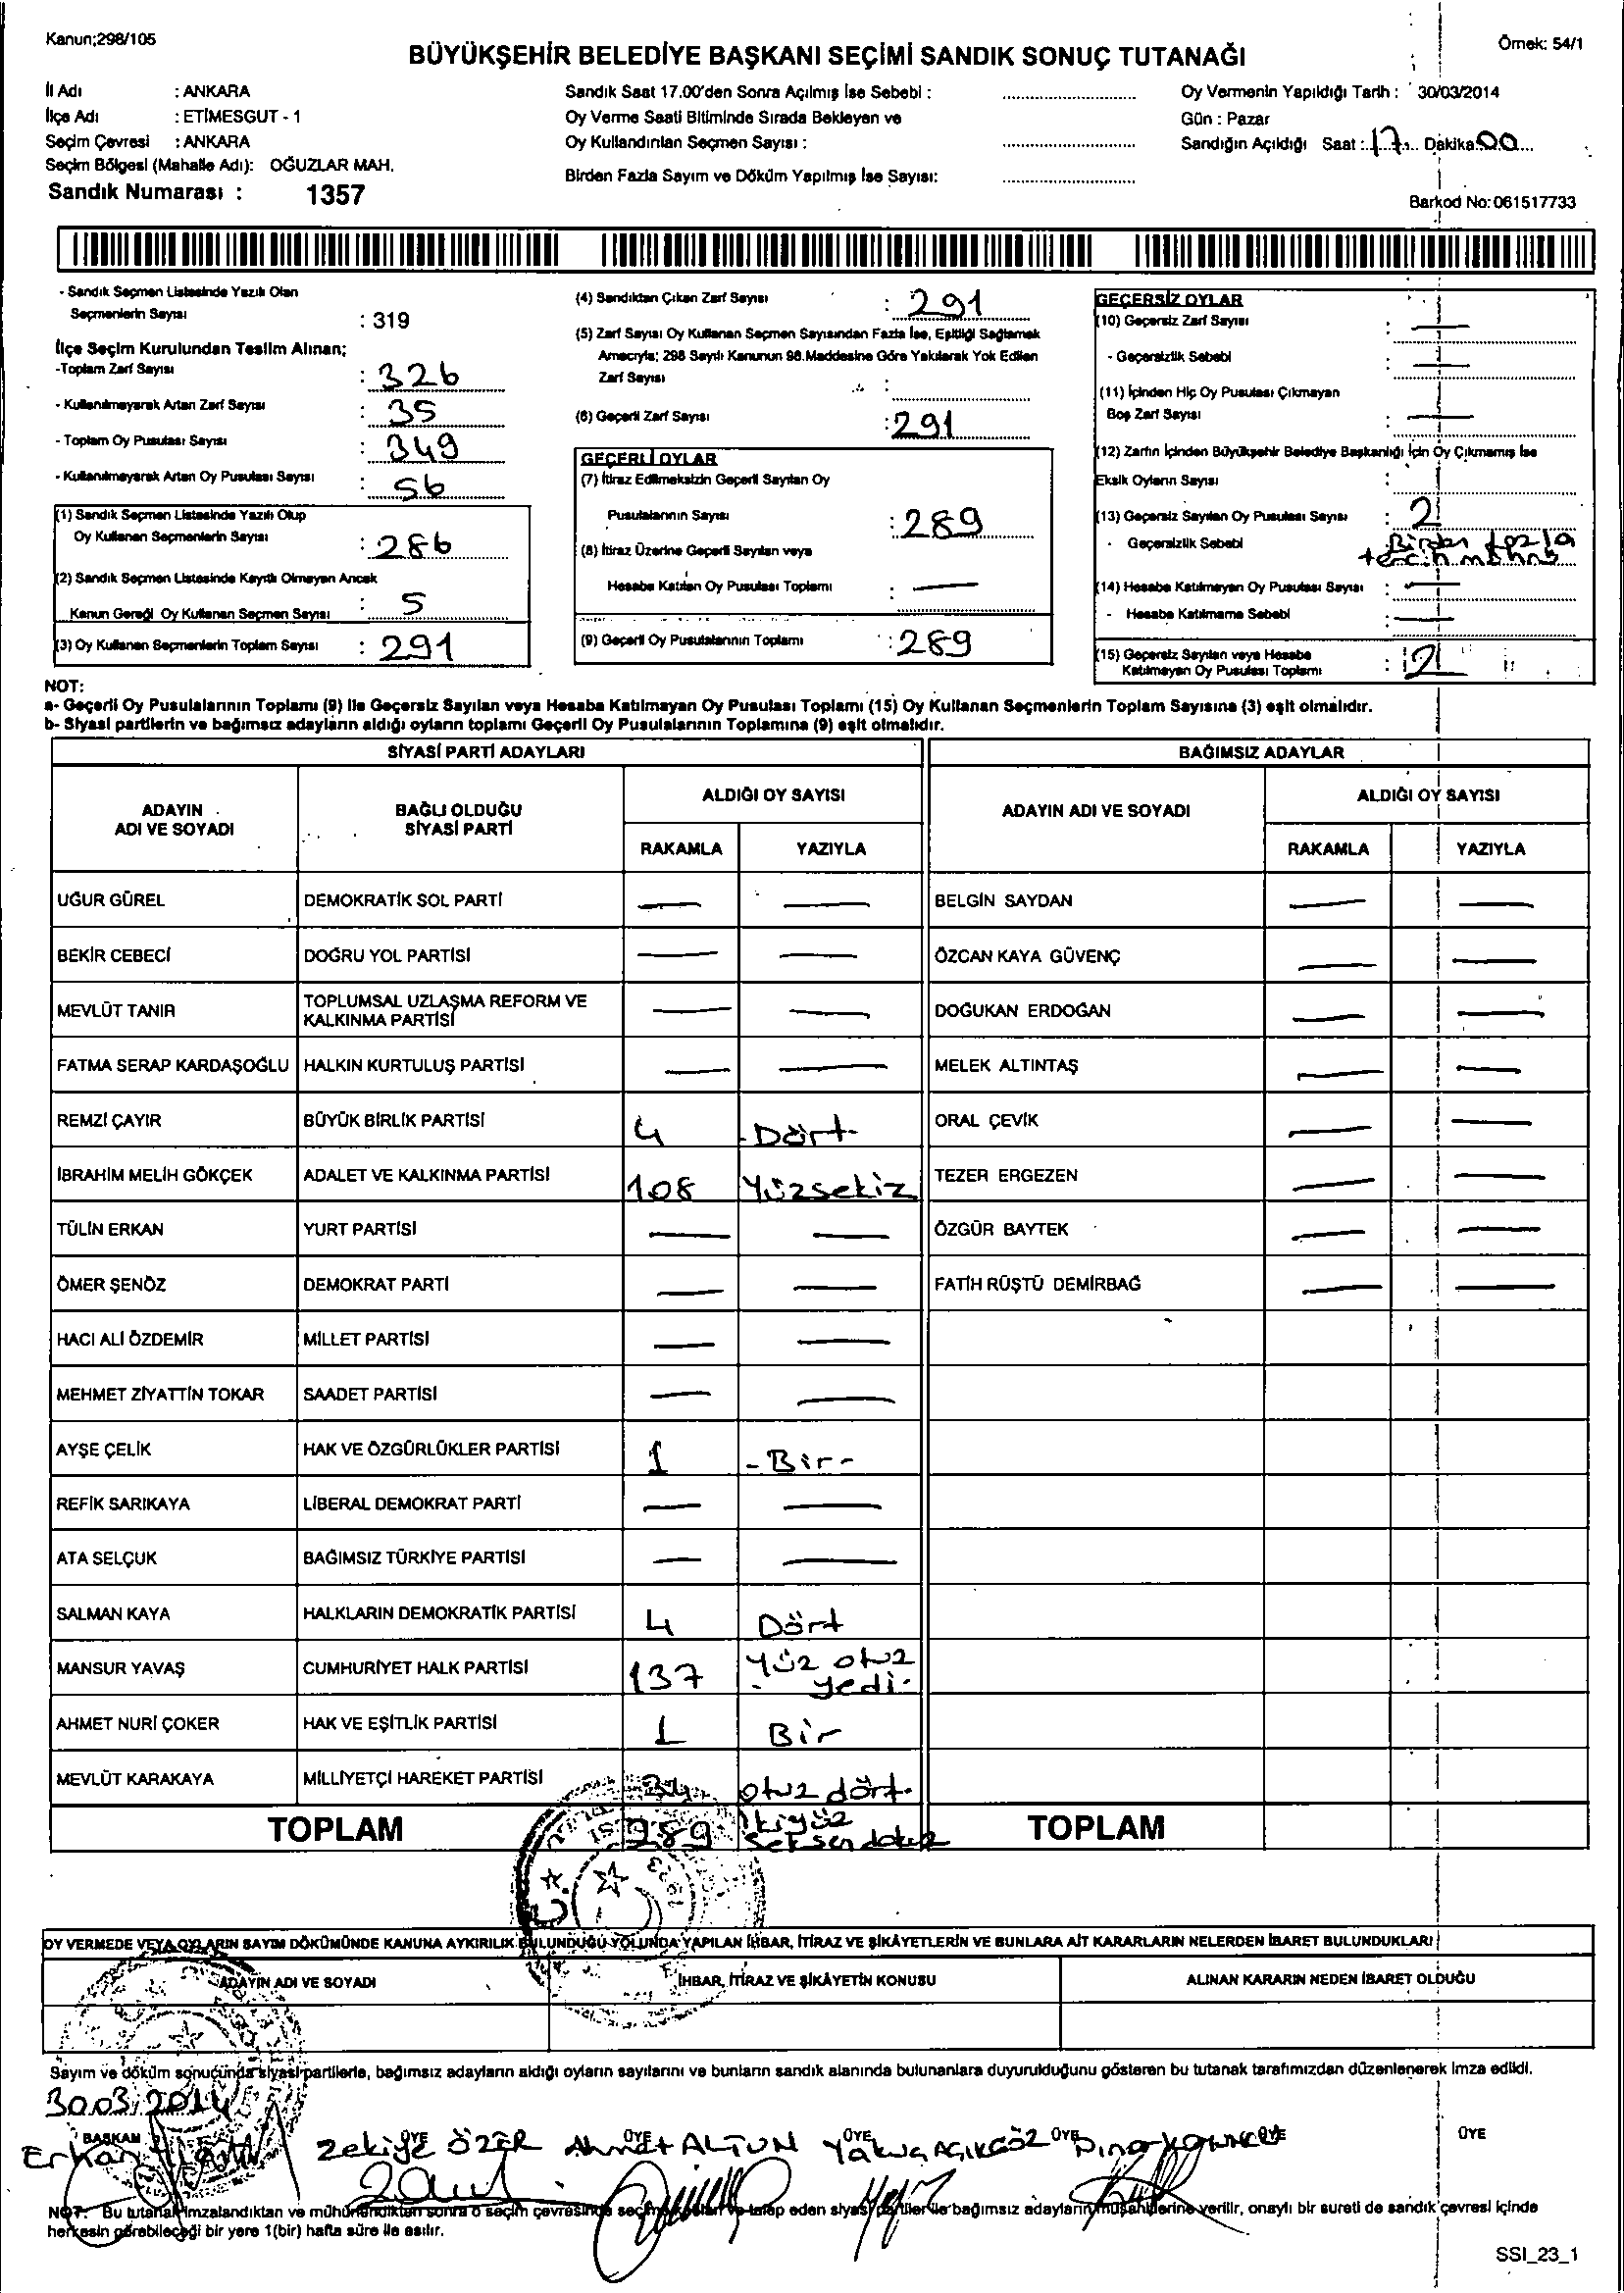 Kanun;298/105
Örnek: 54/1
BÜYÜKŞEHİR BELEDİYE BAŞKANI SEÇİMİ SANDIK SONUÇ TUTANAĞI
İl Adı : ANKARA
İlçe Adı : ETİMESGUT - 1
Seçim Çevresi : ANKARA
Seçim Bölgesi (Mahalle Adı): OĞUZLAR MAH.
Sandık Numarası : 1357
Sandık Saat 17.00'den Sonra Açılmış İse Sebebi :
Oy Verme Saati Bitiminde Sırada Bekleyen ve
Oy Kullandırılan Seçmen Sayısı :
Birden Fazla Sayım ve Döküm Yapılmış İse Sayısı:
Oy Vermenin Yapıldığı Tarih : 30/03/2014
Gün : Pazar
Sandığın Açıldığı Saat : 17 Dakika 00
Barkod No: 061517733
- Sandık Seçmen Listesinde Yazılı Olan
Seçmenlerin Sayısı : 319
İlçe Seçim Kurulundan Teslim Alınan;
-Toplam Zarf Sayısı : 326
- Kullanılmayarak Artan Zarf Sayısı : 35
- Toplam Oy Pusulası Sayısı : 349
- Kullanılmayarak Artan Oy Pusulası Sayısı : 56
(1) Sandık Seçmen Listesinde Yazılı Olup
Oy Kullanan Seçmenlerin Sayısı : 286
(2) Sandık Seçmen Listesinde Kayıtlı Olmayan Ancak
Kanun Gereği Oy Kullanan Seçmen Sayısı : 5
(3) Oy Kullanan Seçmenlerin Toplam Sayısı : 291
(4) Sandıktan Çıkan Zarf Sayısı : 291
(5) Zarf Sayısı Oy Kullanan Seçmen Sayısından Fazla İse, Eşitliği Sağlamak
Amacıyla; 298 Sayılı Kanunun 98.Maddesine Göre Yakılarak Yok Edilen
Zarf Sayısı :
(6) Geçerli Zarf Sayısı : 291
GEÇERLİ OYLAR
(7) İtiraz Edilmeksizin Geçerli Sayılan Oy
Pusulalarının Sayısı : 289
(8) İtiraz Üzerine Geçerli Sayılan veya
Hesaba Katılan Oy Pusulası Toplamı : —
(9) Geçerli Oy Pusulalarının Toplamı : 289
GEÇERSİZ OYLAR
(10) Geçersiz Zarf Sayısı : —
- Geçersizlik Sebebi : —
(11) İçinden Hiç Oy Pusulası Çıkmayan
Boş Zarf Sayısı : —
(12) Zarfın İçinden Büyükşehir Belediye Başkanlığı İçin Oy Çıkmamış İse
Eksik Oyların Sayısı :
(13) Geçersiz Sayılan Oy Pusulası Sayısı : 2
- Geçersizlik Sebebi : Birden fazla
(14) Hesaba Katılmayan Oy Pusulası Sayısı : —
- Hesaba Katılmama Sebebi : —
(15) Geçersiz Sayılan veya Hesaba
Katılmayan Oy Pusulası Toplamı : 2
NOT:
a- Geçerli Oy Pusulalarının Toplamı (9) ile Geçersiz Sayılan veya Hesaba Katılmayan Oy Pusulası Toplamı (15) Oy Kullanan Seçmenlerin Toplam Sayısına (3) eşit olmalıdır.
b- Siyasi partilerin ve bağımsız adayların aldığı oyların toplamı Geçerli Oy Pusulalarının Toplamına (9) eşit olmalıdır.
SİYASİ PARTİ ADAYLARI BAĞIMSIZ ADAYLAR
ADAYIN ADI VE SOYADI BAĞLI OLDUĞU SİYASİ PARTİ ALDIĞI OY SAYISI ADAYIN ADI VE SOYADI ALDIĞI OY SAYISI
RAKAMLA YAZIYLA RAKAMLA YAZIYLA
UĞUR GÜREL DEMOKRATİK SOL PARTİ — — BELGİN SAYDAN — —
BEKİR CEBECİ DOĞRU YOL PARTİSİ — — ÖZCAN KAYA GÜVENÇ — —
MEVLÜT TANIR TOPLUMSAL UZLAŞMA REFORM VE KALKINMA PARTİSİ — — DOĞUKAN ERDOĞAN — —
FATMA SERAP KARDAŞOĞLU HALKIN KURTULUŞ PARTİSİ — — MELEK ALTINTAŞ — —
REMZİ ÇAYIR BÜYÜK BİRLİK PARTİSİ 4 -Dört- ORAL ÇEVİK — —
İBRAHİM MELİH GÖKÇEK ADALET VE KALKINMA PARTİSİ 108 Yüzsekiz TEZER ERGEZEN — —
TÜLİN ERKAN YURT PARTİSİ — — ÖZGÜR BAYTEK — —
ÖMER ŞENÖZ DEMOKRAT PARTİ — — FATİH RÜŞTÜ DEMİRBAĞ — —
HACI ALİ ÖZDEMİR MİLLET PARTİSİ — —
MEHMET ZİYATTİN TOKAR SAADET PARTİSİ — —
AYŞE ÇELİK HAK VE ÖZGÜRLÜKLER PARTİSİ 1 -Bir-
REFİK SARIKAYA LİBERAL DEMOKRAT PARTİ — —
ATA SELÇUK BAĞIMSIZ TÜRKİYE PARTİSİ — —
SALMAN KAYA HALKLARIN DEMOKRATİK PARTİSİ 4 Dört
MANSUR YAVAŞ CUMHURİYET HALK PARTİSİ 137 Yüz otuz yedi-
AHMET NURİ ÇOKER HAK VE EŞİTLİK PARTİSİ 1 Bir
MEVLÜT KARAKAYA MİLLİYETÇİ HAREKET PARTİSİ 34 otuz dört-
TOPLAM 289 ikiyüz seksen dokuz TOPLAM
OY VERMEDE VEYA OYLARIN SAYIM DÖKÜMÜNDE KANUNA AYKIRILIK BULUNDUĞU YOLUNDA YAPILAN İHBAR, İTİRAZ VE ŞİKÂYETLERİN VE BUNLARA AİT KARARLARIN NELERDEN İBARET BULUNDUKLARI
ADAYIN ADI VE SOYADI İHBAR, İTİRAZ VE ŞİKÂYETİN KONUSU ALINAN KARARIN NEDEN İBARET OLDUĞU
Sayım ve döküm sonucunda siyasi partilerle, bağımsız adayların aldığı oyların sayılarını ve bunların sandık alanında bulunanlara duyurulduğunu gösteren bu tutanak tarafımızdan düzenlenerek imza edildi.
30.03.2014
BAŞKAN ÜYE ÜYE ÜYE ÜYE ÜYE ÜYE
Erkan Zekiye ÖZER Ahmet ALTUN Yakup AÇIKGÖZ
NOT: Bu tutanak imzalandıktan ve mühürlendikten sonra o seçim çevresinde seçime katılan ve talep eden siyasi partiler ile bağımsız adayların müşahitlerine verilir, onaylı bir sureti de sandık çevresi içinde
herkesin görebileceği bir yere 1(bir) hafta süre ile asılır.
SSI_23_1